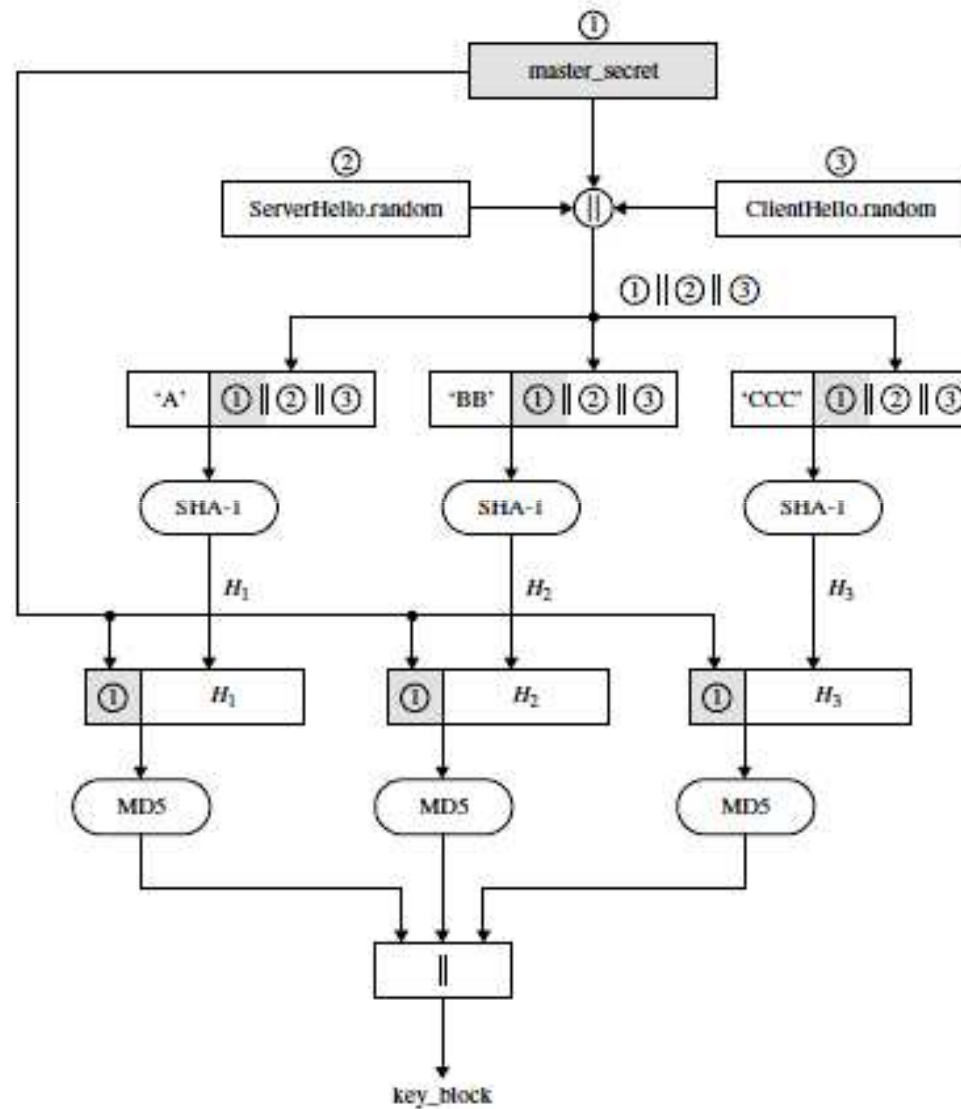 ①
master_secret
② ③
ServerHello.random || ClientHello.random
① || ② || ③
‘A’ ① || ② || ③ ‘BB’ ① || ② || ③ ‘CCC’ ① || ② || ③
SHA-1 SHA-1 SHA-1
H₁ H₂ H₃
① H₁ ① H₂ ① H₃
MD5 MD5 MD5
||
key_block